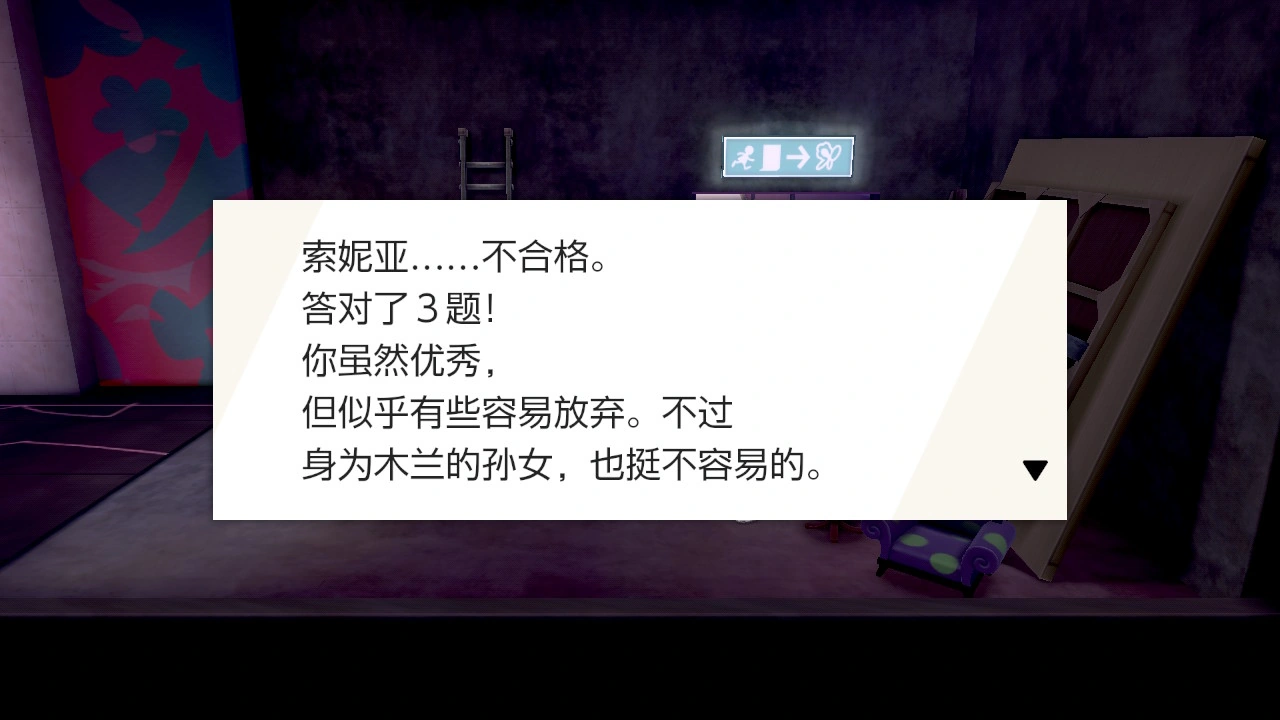 索妮亚……不合格。
答对了３题！
你虽然优秀，
但似乎有些容易放弃。不过
身为木兰的孙女，也挺不容易的。